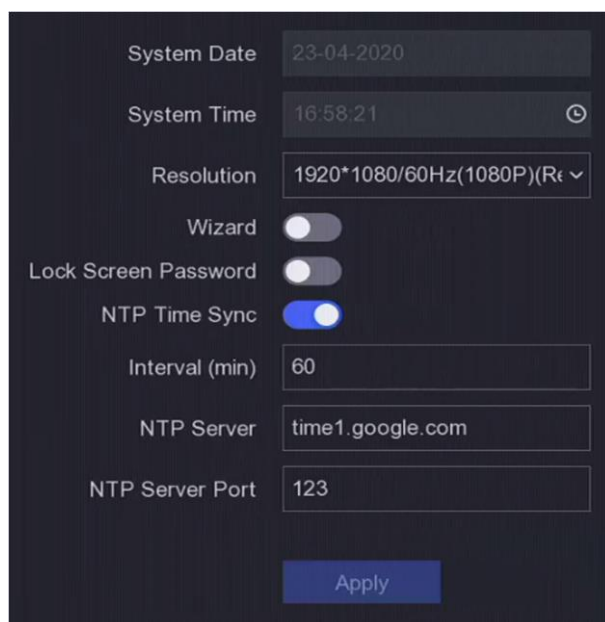 System Date 23-04-2020
System Time 16:58:21
Resolution 1920*1080/60Hz(1080P)(Re
Wizard
Lock Screen Password
NTP Time Sync
Interval (min) 60
NTP Server time1.google.com
NTP Server Port 123
Apply